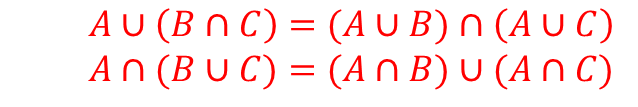 A ∪ (B ∩ C) = (A ∪ B) ∩ (A ∪ C)
A ∩ (B ∪ C) = (A ∩ B) ∪ (A ∩ C)